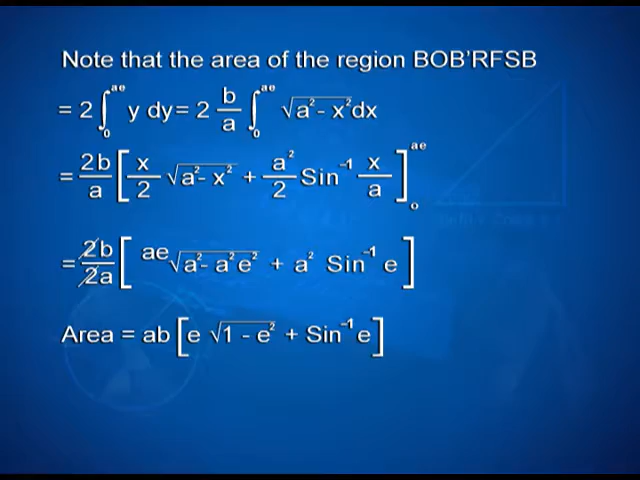 Note that the area of the region BOB'RFSB
= 2 ∫₀^ae y dy = 2 b/a ∫₀^ae √a² - x² dx
= 2b/a [ x/2 √a² - x² + a²/2 Sin⁻¹ x/a ]₀^ae
= 2b/2a [ ae √a² - a²e² + a² Sin⁻¹ e ]
Area = ab [ e √1 - e² + Sin⁻¹ e ]